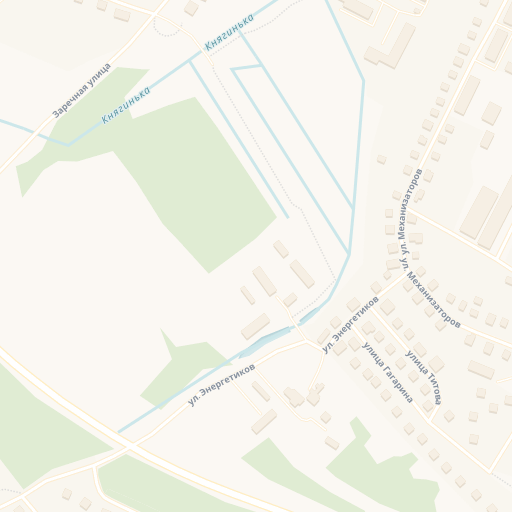 Княгинька
Заречная улица
Княгинька
ул. Механизаторов
ул. Механизаторов
ул. Энергетиков
улица Титова
улица Гагарина
ул. Энергетиков